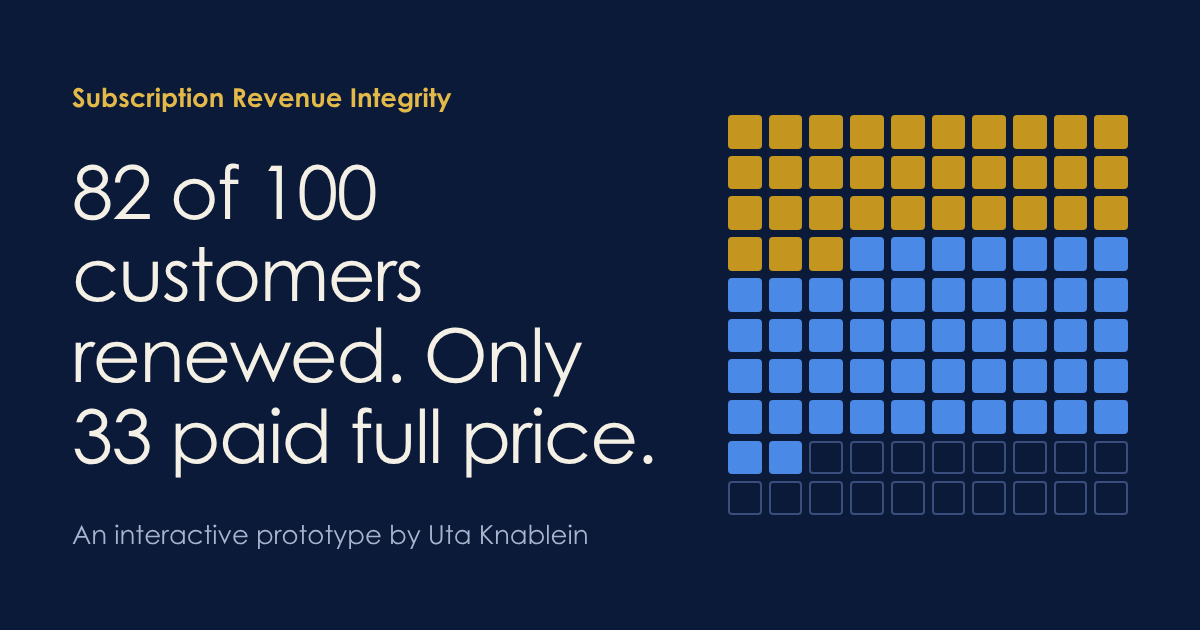 Subscription Revenue Integrity
82 of 100
customers
renewed. Only
33 paid full price.
An interactive prototype by Uta Knablein